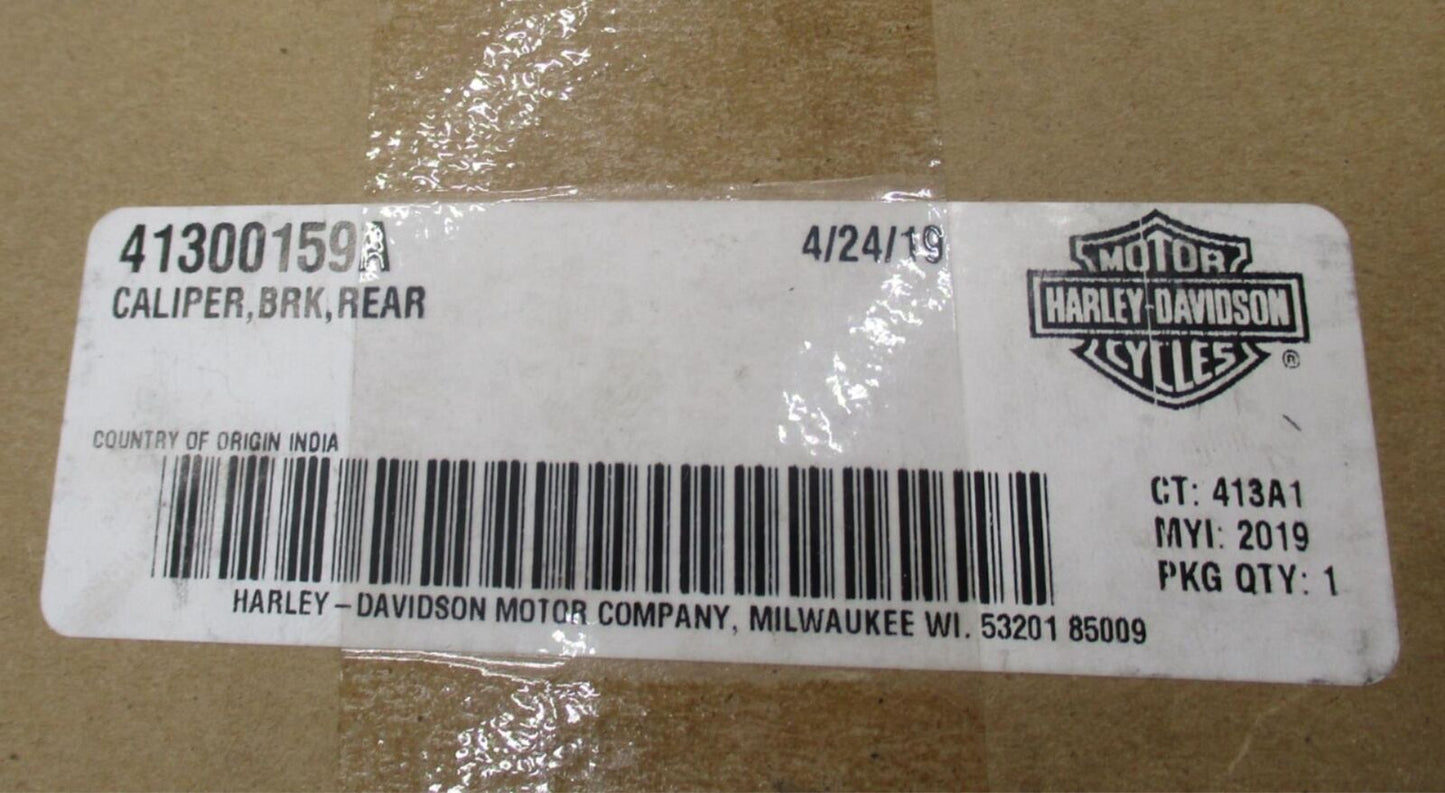 41300159A
4/24/19
CALIPER,BRK,REAR
MOTOR
HARLEY-DAVIDSON
CYCLES
®
COUNTRY OF ORIGIN INDIA
CT: 413A1
MYI: 2019
PKG QTY: 1
HARLEY-DAVIDSON MOTOR COMPANY, MILWAUKEE WI. 53201 85009